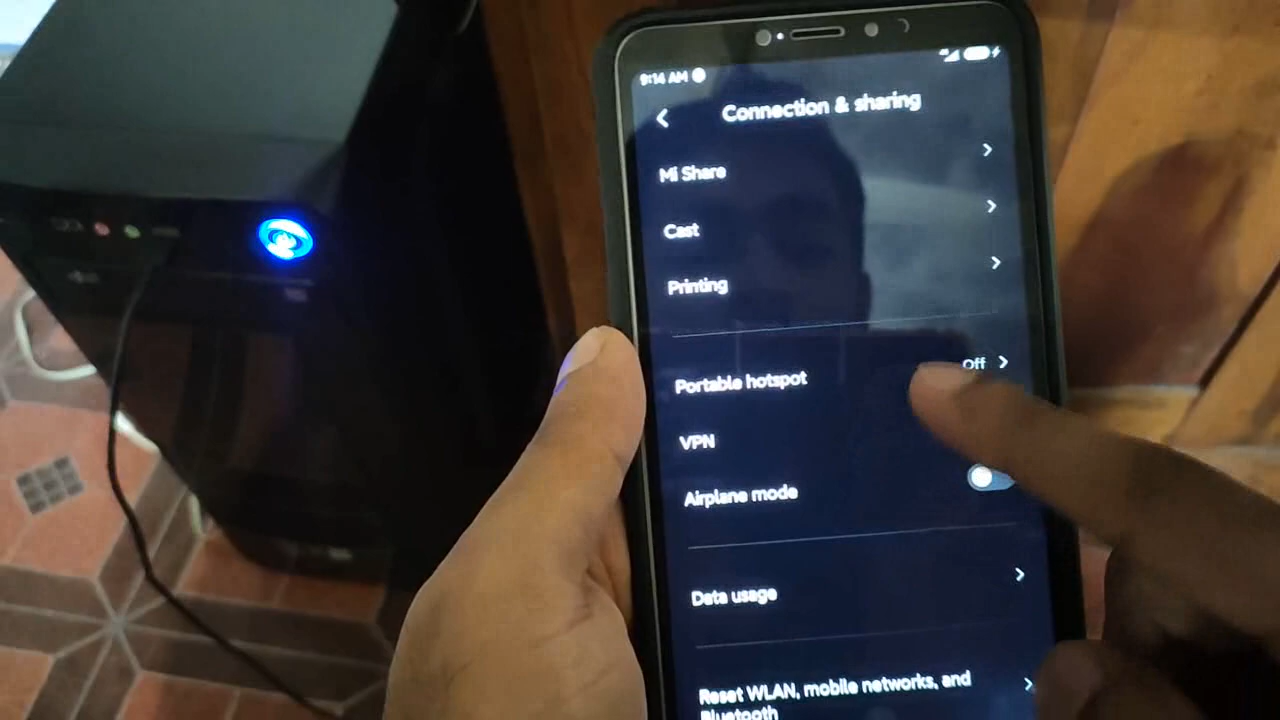 9:14 AM
Connection & sharing
Mi Share
Cast
Printing
Portable hotspot Off
VPN
Airplane mode
Data usage
Reset WLAN, mobile networks, and
Bluetooth